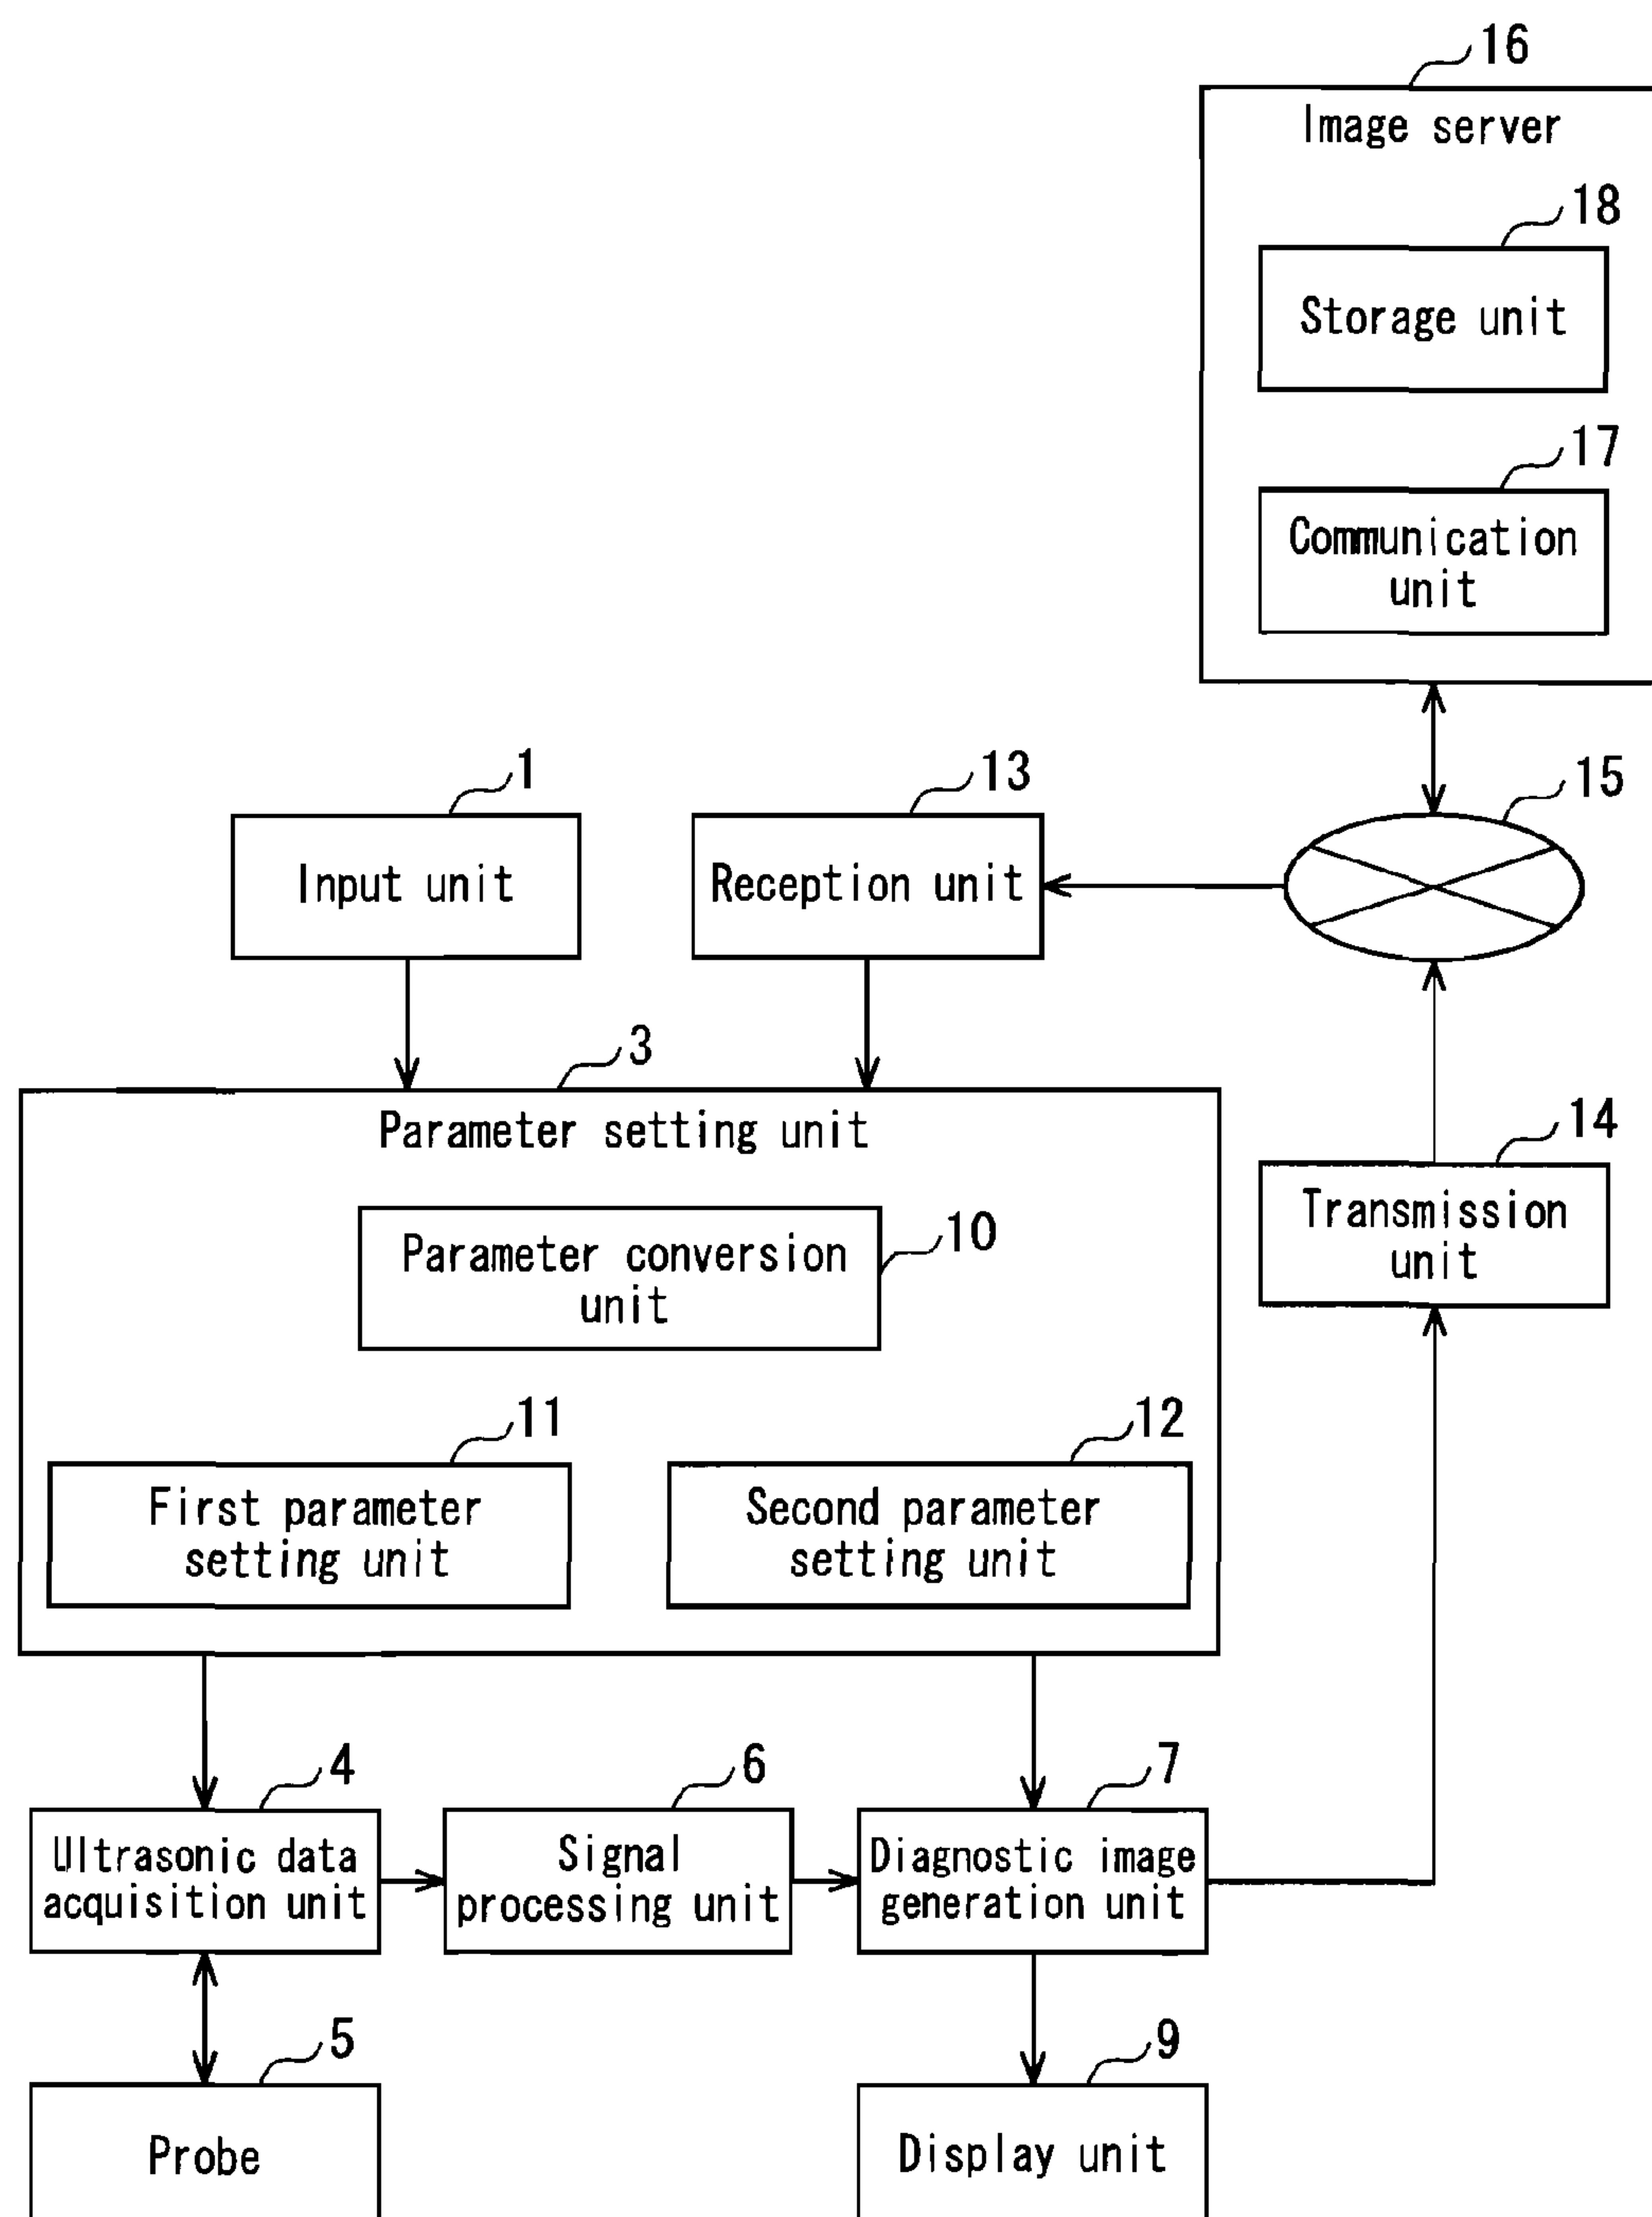 16
Image server
18
Storage unit
17
Communication
unit
1
13
15
Input unit
Reception unit
3
Parameter setting unit
14
Transmission
unit
10
Parameter conversion
unit
11
12
First parameter
setting unit
Second parameter
setting unit
4
6
7
Ultrasonic data
acquisition unit
Signal
processing unit
Diagnostic image
generation unit
5
9
Probe
Display unit